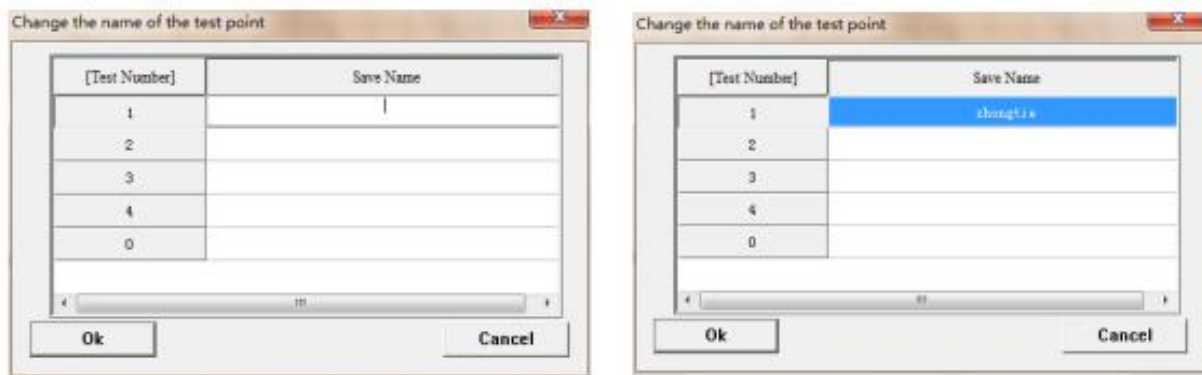 Change the name of the test point
[Test Number] Save Name
1
2
3
4
0
Ok Cancel
Change the name of the test point
[Test Number] Save Name
1 zhongtie
2
3
4
0
Ok Cancel